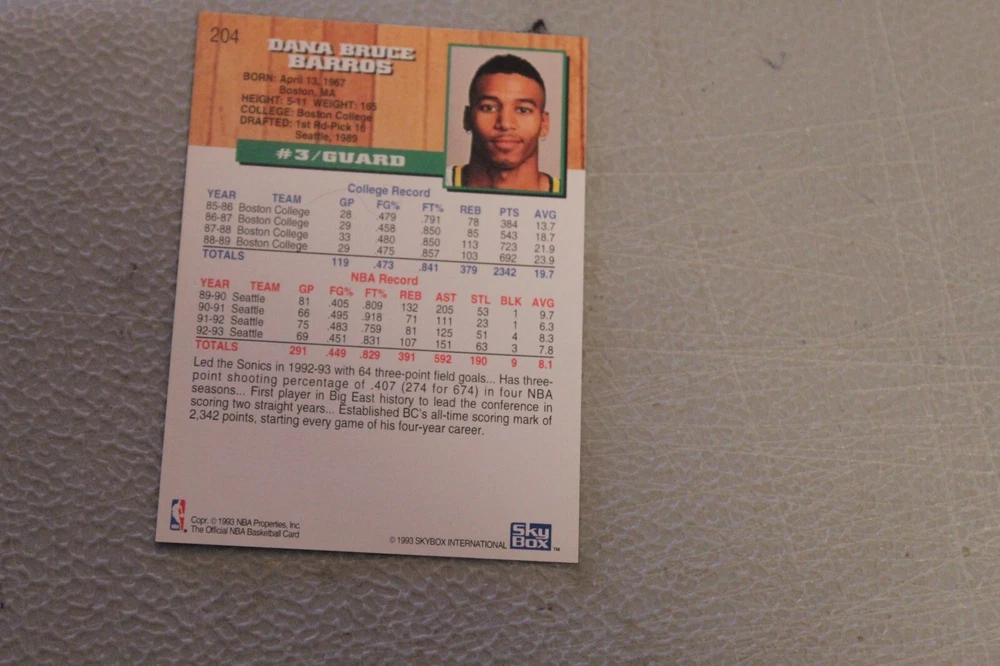 204
DANA BRUCE
BARROS
BORN: April 13, 1967
Boston, MA
HEIGHT: 5-11 WEIGHT: 165
COLLEGE: Boston College
DRAFTED: 1st Rd-Pick 16
Seattle, 1989
#3/GUARD
College Record
YEAR TEAM GP FG% FT% REB PTS AVG
85-86 Boston College 28 .479 .791 78 384 13.7
86-87 Boston College 29 .458 .850 85 543 18.7
87-88 Boston College 33 .480 .850 113 723 21.9
88-89 Boston College 29 .475 .857 103 692 23.9
TOTALS 119 .473 .841 379 2342 19.7
NBA Record
YEAR TEAM GP FG% FT% REB AST STL BLK AVG
89-90 Seattle 81 .405 .809 132 205 53 1 9.7
90-91 Seattle 66 .495 .918 71 111 23 1 6.3
91-92 Seattle 75 .483 .759 81 125 51 4 8.3
92-93 Seattle 69 .451 .831 107 151 63 3 7.8
TOTALS 291 .449 .829 391 592 190 9 8.1
Led the Sonics in 1992-93 with 64 three-point field goals... Has three-
point shooting percentage of .407 (274 for 674) in four NBA
seasons... First player in Big East history to lead the conference in
scoring two straight years... Established BC's all-time scoring mark of
2,342 points, starting every game of his four-year career.
Copr. © 1993 NBA Properties, Inc.
The Official NBA Basketball Card
© 1993 SKYBOX INTERNATIONAL
Sky
Box™